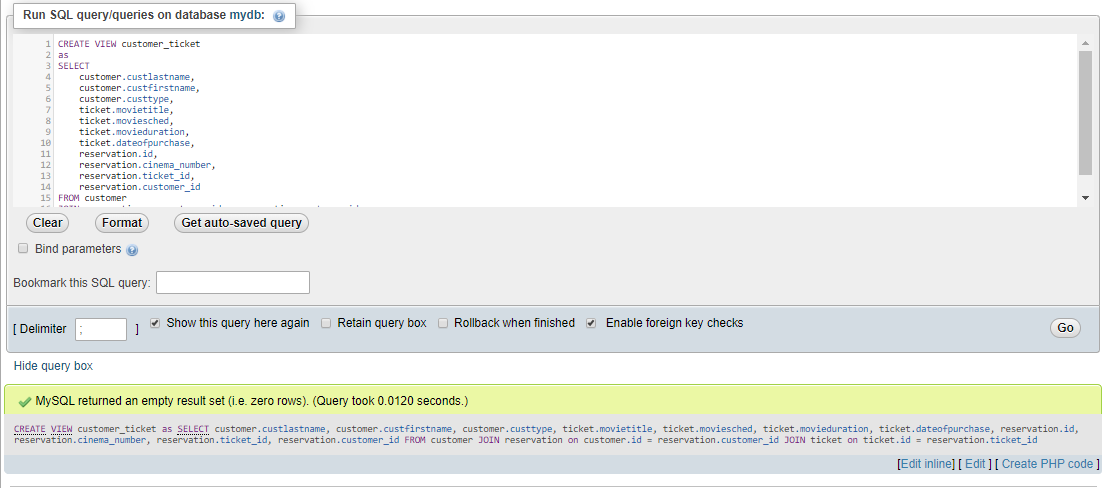 Run SQL query/queries on database mydb:
1 CREATE VIEW customer_ticket
2 as
3 SELECT
4 customer.custlastname,
5 customer.custfirstname,
6 customer.custtype,
7 ticket.movietitle,
8 ticket.moviesched,
9 ticket.movieduration,
10 ticket.dateofpurchase,
11 reservation.id,
12 reservation.cinema_number,
13 reservation.ticket_id,
14 reservation.customer_id
15 FROM customer
Clear Format Get auto-saved query
Bind parameters
Bookmark this SQL query:
[ Delimiter ; ] Show this query here again Retain query box Rollback when finished Enable foreign key checks Go
Hide query box
MySQL returned an empty result set (i.e. zero rows). (Query took 0.0120 seconds.)
CREATE VIEW customer_ticket as SELECT customer.custlastname, customer.custfirstname, customer.custtype, ticket.movietitle, ticket.moviesched, ticket.movieduration, ticket.dateofpurchase, reservation.id,
reservation.cinema_number, reservation.ticket_id, reservation.customer_id FROM customer JOIN reservation on customer.id = reservation.customer_id JOIN ticket on ticket.id = reservation.ticket_id
[Edit inline] [ Edit ] [ Create PHP code ]